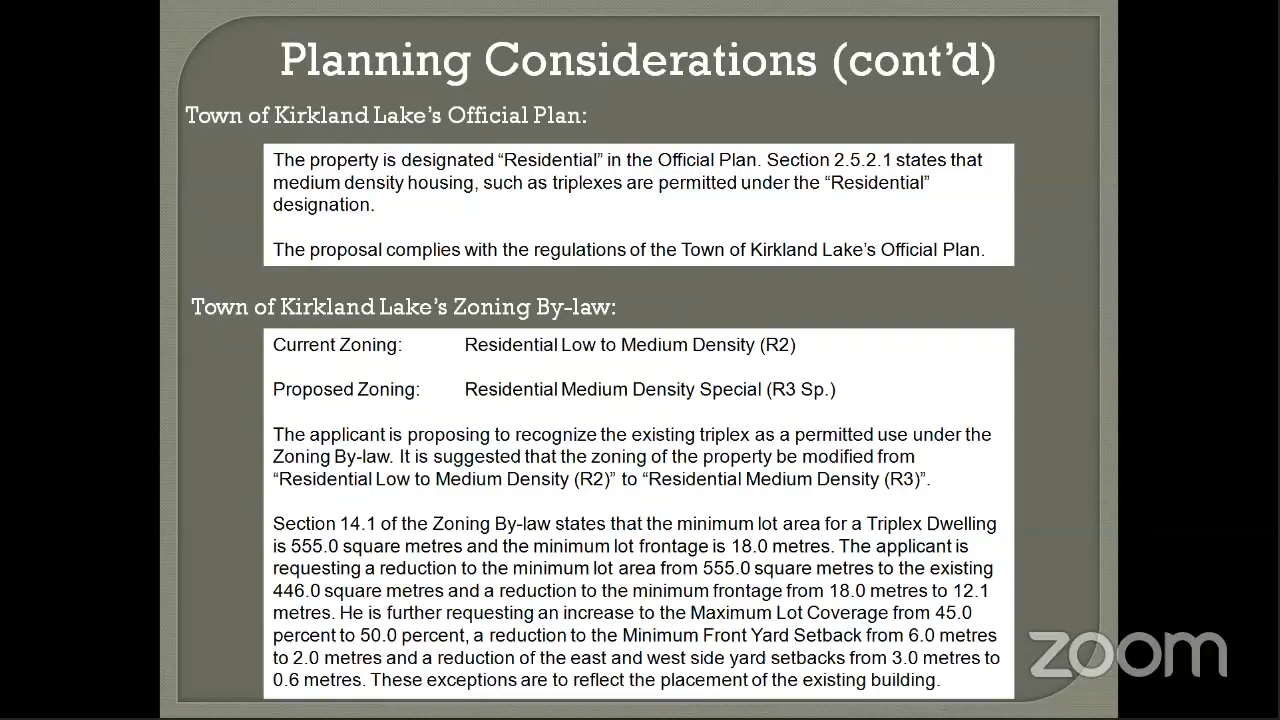 Planning Considerations (cont'd)
Town of Kirkland Lake's Official Plan:
The property is designated “Residential” in the Official Plan. Section 2.5.2.1 states that
medium density housing, such as triplexes are permitted under the “Residential”
designation.
The proposal complies with the regulations of the Town of Kirkland Lake's Official Plan.
Town of Kirkland Lake's Zoning By-law:
Current Zoning: Residential Low to Medium Density (R2)
Proposed Zoning: Residential Medium Density Special (R3 Sp.)
The applicant is proposing to recognize the existing triplex as a permitted use under the
Zoning By-law. It is suggested that the zoning of the property be modified from
“Residential Low to Medium Density (R2)” to “Residential Medium Density (R3)”.
Section 14.1 of the Zoning By-law states that the minimum lot area for a Triplex Dwelling
is 555.0 square metres and the minimum lot frontage is 18.0 metres. The applicant is
requesting a reduction to the minimum lot area from 555.0 square metres to the existing
446.0 square metres and a reduction to the minimum frontage from 18.0 metres to 12.1
metres. He is further requesting an increase to the Maximum Lot Coverage from 45.0
percent to 50.0 percent, a reduction to the Minimum Front Yard Setback from 6.0 metres
to 2.0 metres and a reduction of the east and west side yard setbacks from 3.0 metres to
0.6 metres. These exceptions are to reflect the placement of the existing building.
zoom